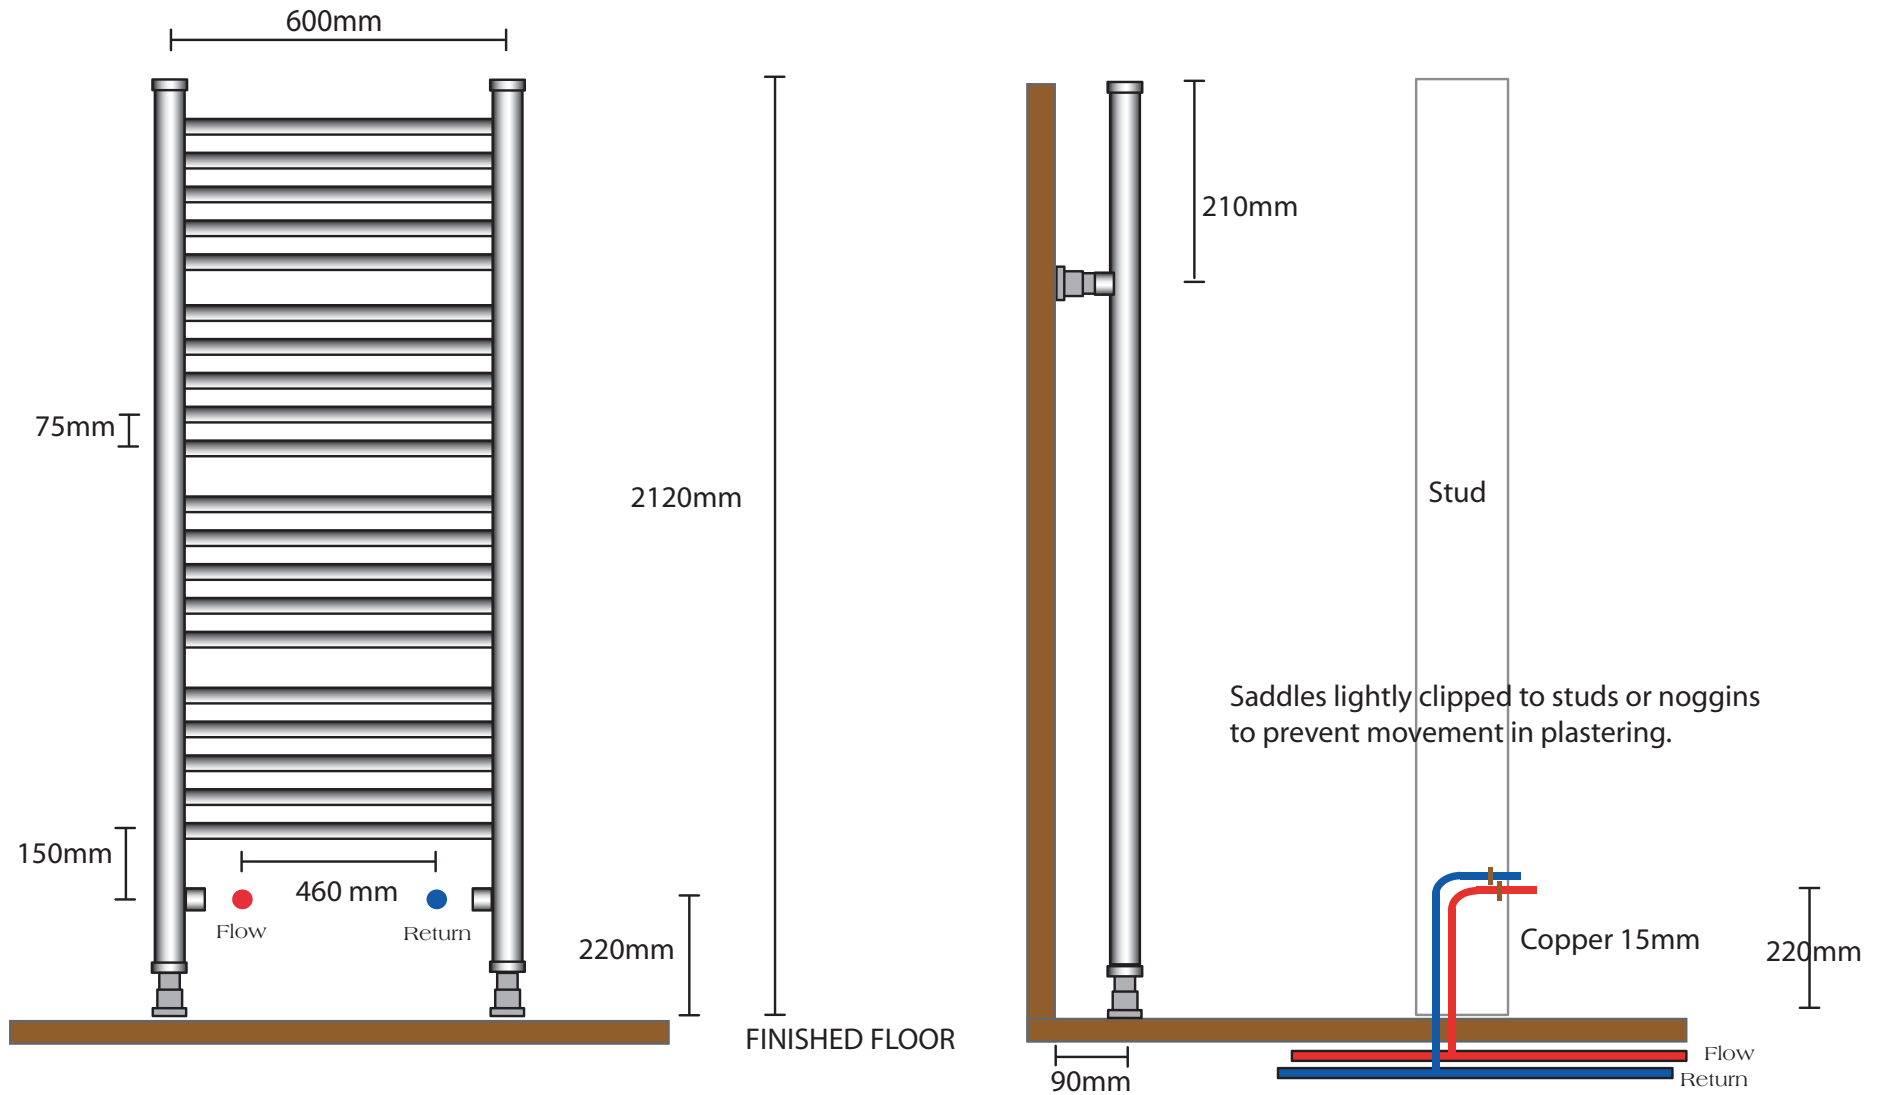 600mm
210mm
75mm
2120mm
Stud
Saddles lightly clipped to studs or noggins
to prevent movement in plastering.
150mm
460 mm
Flow
Return
220mm
Copper 15mm
220mm
FINISHED FLOOR
90mm
Flow
Return